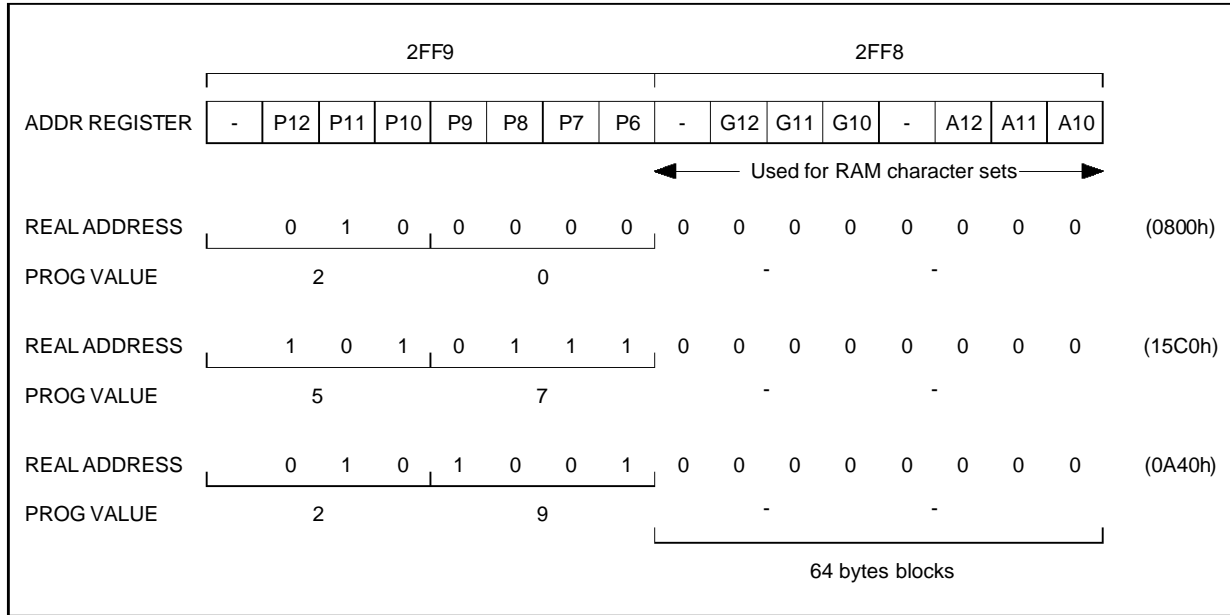 2FF9 2FF8
ADDR REGISTER - P12 P11 P10 P9 P8 P7 P6 - G12 G11 G10 - A12 A11 A10
Used for RAM character sets
REAL ADDRESS 0 1 0 0 0 0 0 0 0 0 0 0 0 0 0 (0800h)
PROG VALUE 2 0 - -
REAL ADDRESS 1 0 1 0 1 1 1 0 0 0 0 0 0 0 0 (15C0h)
PROG VALUE 5 7 - -
REAL ADDRESS 0 1 0 1 0 0 1 0 0 0 0 0 0 0 0 (0A40h)
PROG VALUE 2 9 - -
64 bytes blocks